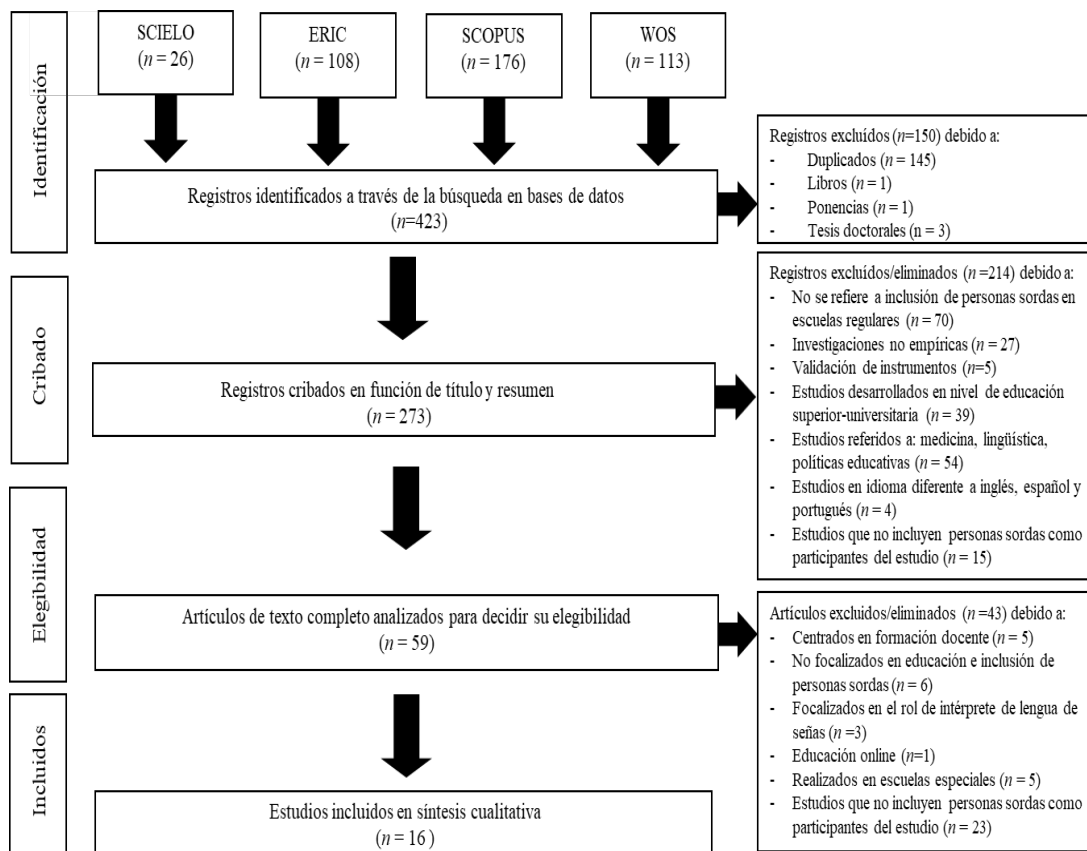 Identificación
SCIELO
(n = 26)
ERIC
(n = 108)
SCOPUS
(n = 176)
WOS
(n = 113)
Registros identificados a través de la búsqueda en bases de datos
(n=423)
Registros excluídos (n=150) debido a:
- Duplicados (n = 145)
- Libros (n = 1)
- Ponencias (n = 1)
- Tesis doctorales (n = 3)
Cribado
Registros cribados en función de título y resumen
(n = 273)
Registros excluídos/eliminados (n =214) debido a:
- No se refiere a inclusión de personas sordas en
escuelas regulares (n = 70)
- Investigaciones no empíricas (n = 27)
- Validación de instrumentos (n=5)
- Estudios desarrollados en nivel de educación
superior-universitaria (n = 39)
- Estudios referidos a: medicina, lingüística,
políticas educativas (n = 54)
- Estudios en idioma diferente a inglés, español y
portugués (n = 4)
- Estudios que no incluyen personas sordas como
participantes del estudio (n = 15)
Elegibilidad
Artículos de texto completo analizados para decidir su elegibilidad
(n = 59)
Artículos excluidos/eliminados (n =43) debido a:
- Centrados en formación docente (n = 5)
- No focalizados en educación e inclusión de
personas sordas (n = 6)
- Focalizados en el rol de intérprete de lengua de
señas (n =3)
- Educación online (n=1)
- Realizados en escuelas especiales (n = 5)
- Estudios que no incluyen personas sordas como
participantes del estudio (n = 23)
Incluidos
Estudios incluidos en síntesis cualitativa
(n = 16 )